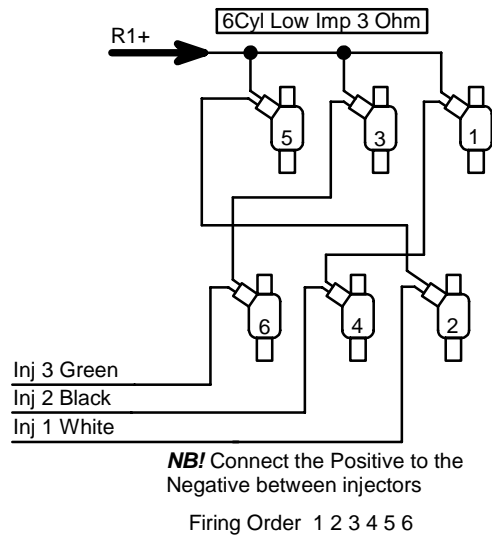 6Cyl Low Imp 3 Ohm
R1+
5
3
1
6
4
2
Inj 3 Green
Inj 2 Black
Inj 1 White
NB! Connect the Positive to the
Negative between injectors
Firing Order 1 2 3 4 5 6